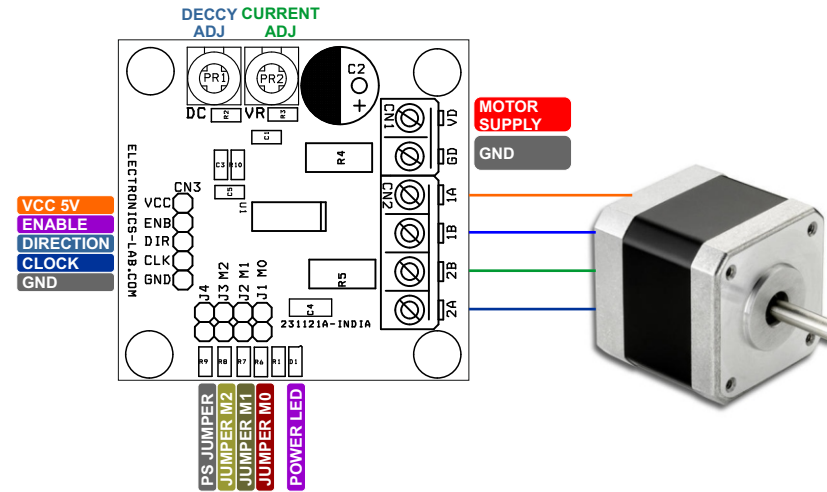 DECCY
ADJ
CURRENT
ADJ
PR1
PR2
C2
+
DC
R2
VR
R3
C1
CN1
VD
GD
MOTOR
SUPPLY
GND
R4
C3
R10
C5
U1
CN2
1A
1B
2B
2A
ELECTRONICS-LAB.COM
CN3
VCC 5V
VCC
ENABLE
ENB
DIRECTION
DIR
CLOCK
CLK
GND
GND
J4
J3 M2
J2 M1
J1 M0
R5
C4
231121A-INDIA
R9
R8
R7
R6
R1
D1
PS JUMPER
JUMPER M2
JUMPER M1
JUMPER M0
POWER LED